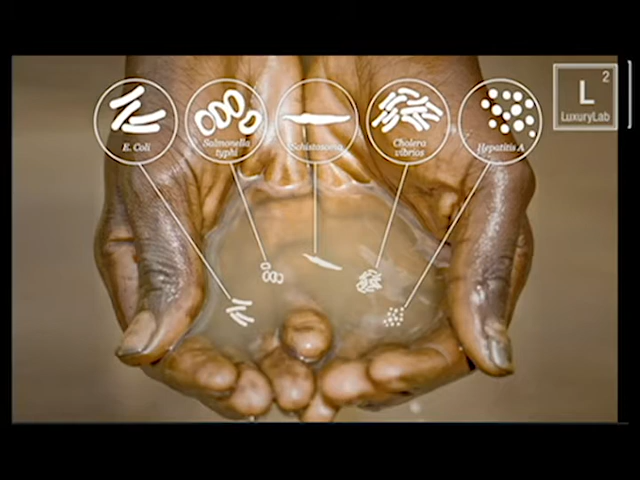 E. Coli
Salmonella
typhi
Schistosoma
Cholera
vibrios
Hepatitis A
L
2
LuxuryLab